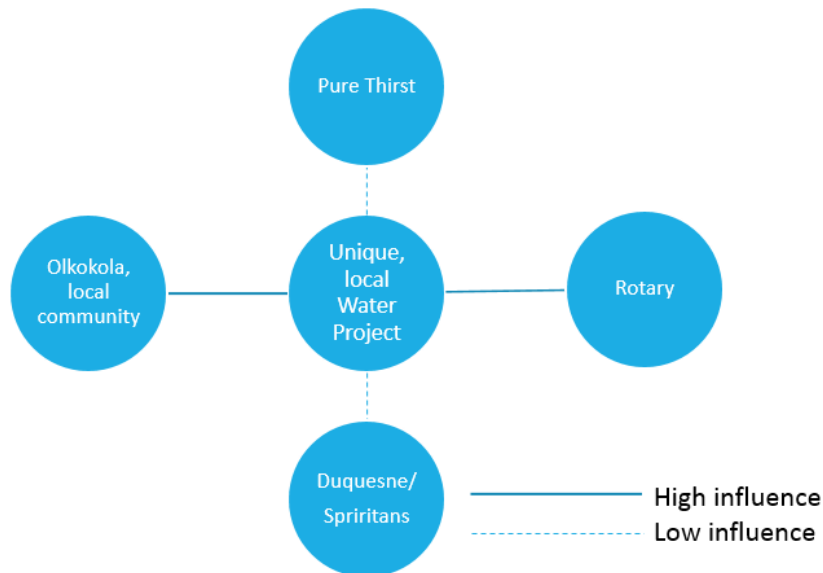 Pure Thirst
Olkokola,
local
community
Unique,
local
Water
Project
Rotary
Duquesne/
Spriritans
High influence
Low influence